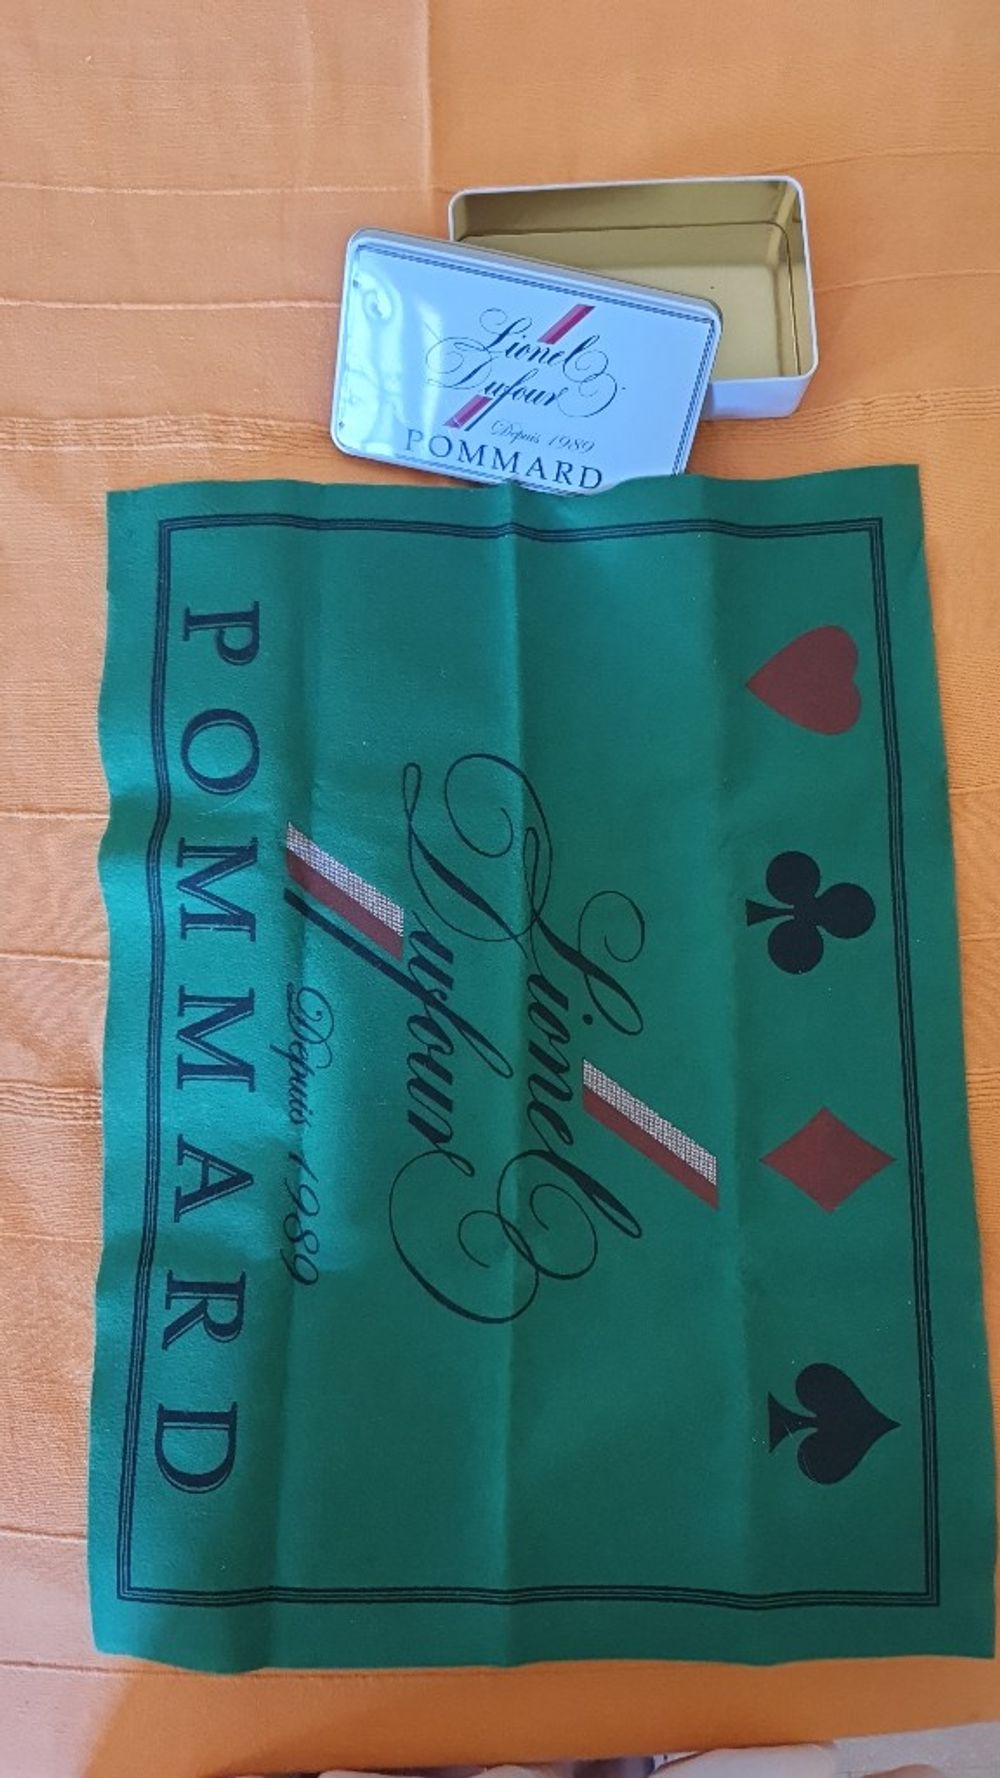 Lionel
Dufour
Depuis 1989
POMMARD
Lionel
Dufour
Depuis 1989
POMMARD